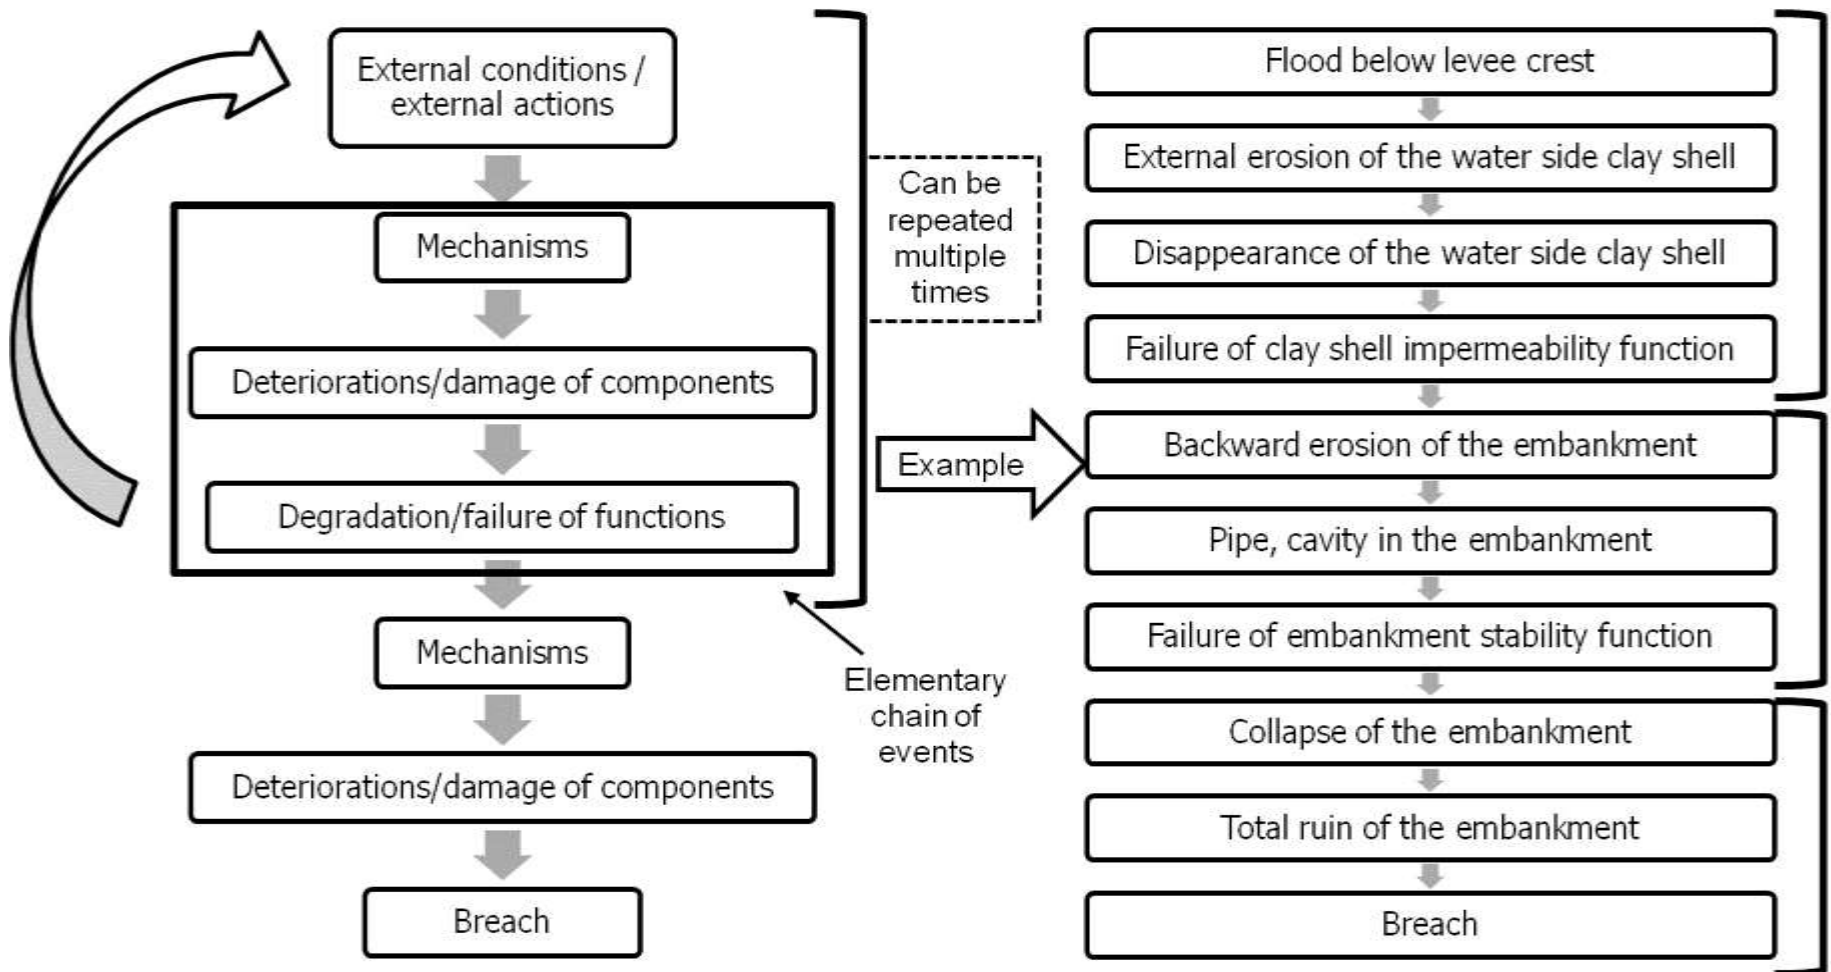 External conditions /
external actions
Mechanisms
Deteriorations/damage of components
Degradation/failure of functions
Mechanisms
Deteriorations/damage of components
Breach
Can be
repeated
multiple
times
Example
Elementary
chain of
events
Flood below levee crest
External erosion of the water side clay shell
Disappearance of the water side clay shell
Failure of clay shell impermeability function
Backward erosion of the embankment
Pipe, cavity in the embankment
Failure of embankment stability function
Collapse of the embankment
Total ruin of the embankment
Breach